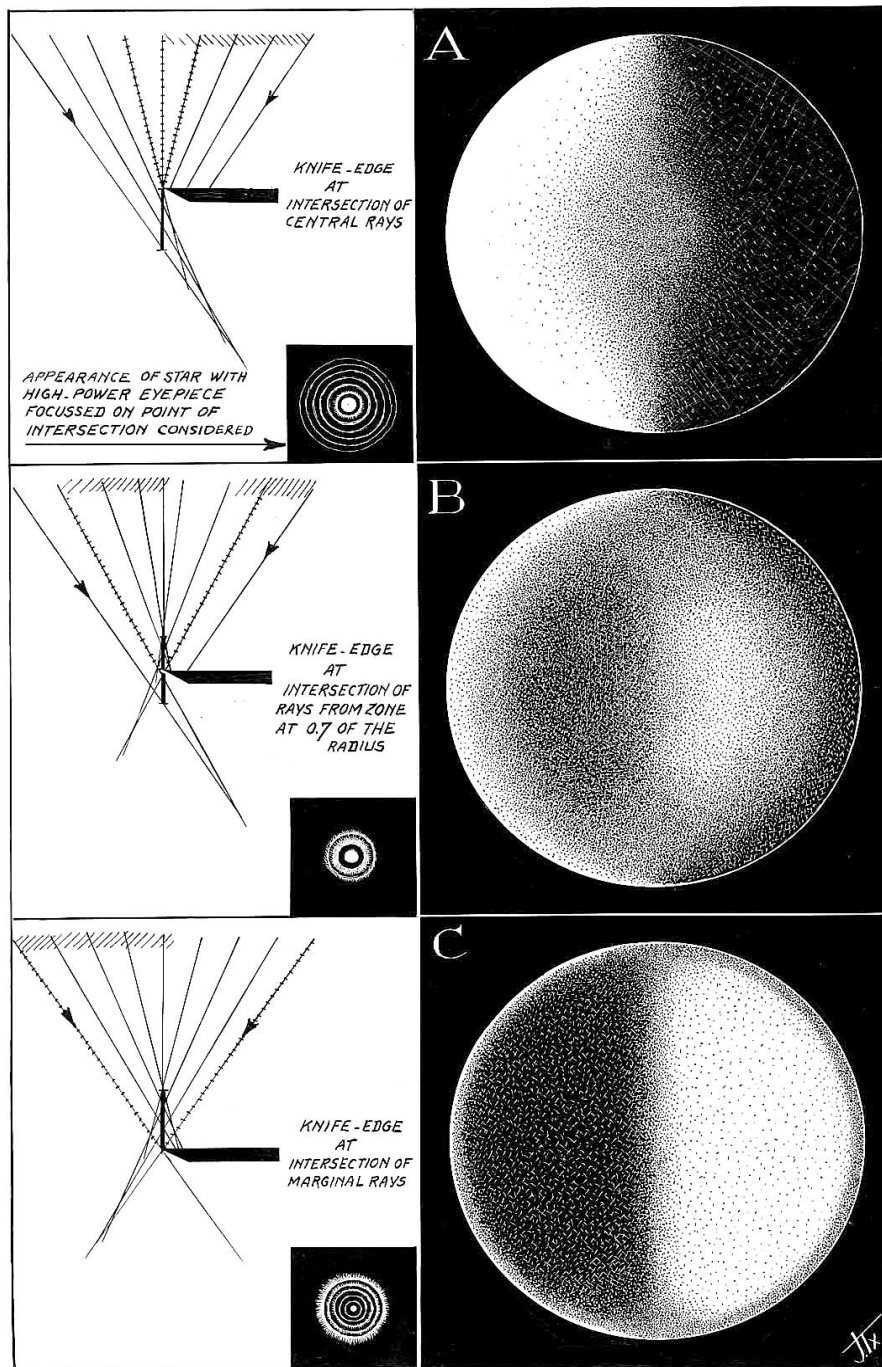 A
KNIFE-EDGE
AT
INTERSECTION OF
CENTRAL RAYS
APPEARANCE OF STAR WITH
HIGH-POWER EYEPIECE
FOCUSSED ON POINT OF
INTERSECTION CONSIDERED
B
KNIFE-EDGE
AT
INTERSECTION OF
RAYS FROM ZONE
AT 0.7 OF THE
RADIUS
C
KNIFE-EDGE
AT
INTERSECTION OF
MARGINAL RAYS